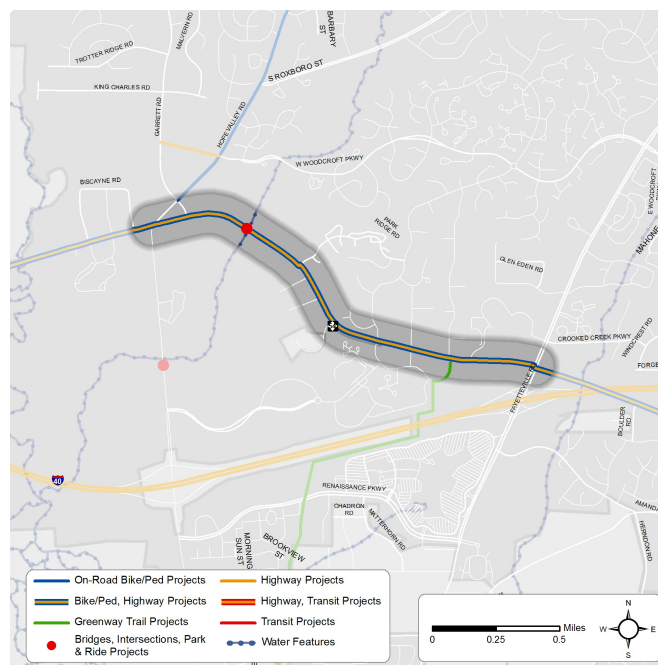 BARBARY
ST
MALVERN RD
TROTTER RIDGE RD
S ROXBORO ST
KING CHARLES RD
GARRETT RD
HOPE VALLEY RD
W WOODCROFT PKWY
BISCAYNE RD
E WOODCROFT
PARK
RIDGE RD
MAHONE
GLEN EDEN RD
WINDCREST RD
CROOKED CREEK PKWY
FORGE
FAYETTEVILLE
BOULDER
RD
40
RENAISSANCE PKWY
CHADRON
RD
MATTERHORN RD
AMANDA
HERNDON RD
MORNING
SUN ST
BROOKVIEW
ST
On-Road Bike/Ped Projects
Highway Projects
Bike/Ped, Highway Projects
Highway, Transit Projects
Greenway Trail Projects
Transit Projects
Bridges, Intersections, Park
& Ride Projects
Water Features
Miles
0 0.25 0.5
N
W E
S